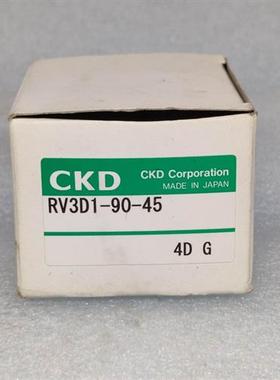 CKD
CKD Corporation
MADE IN JAPAN
RV3D1-90-45
4D G